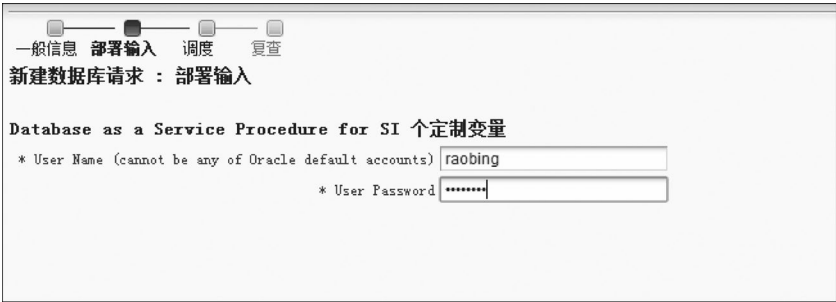 一般信息 部署输入 调度 复查
新建数据库请求 : 部署输入
Database as a Service Procedure for SI 个定制变量
* User Name (cannot be any of Oracle default accounts) raobing
* User Password ••••••••